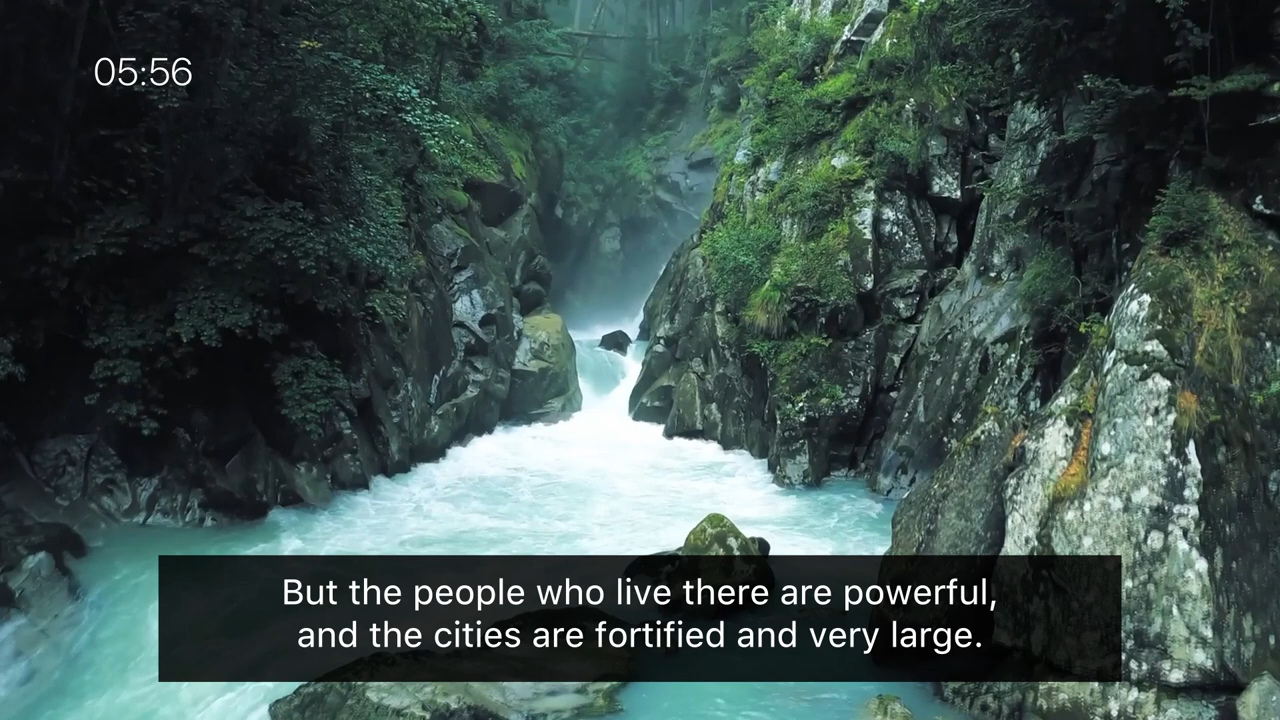 05:56
But the people who live there are powerful,
and the cities are fortified and very large.